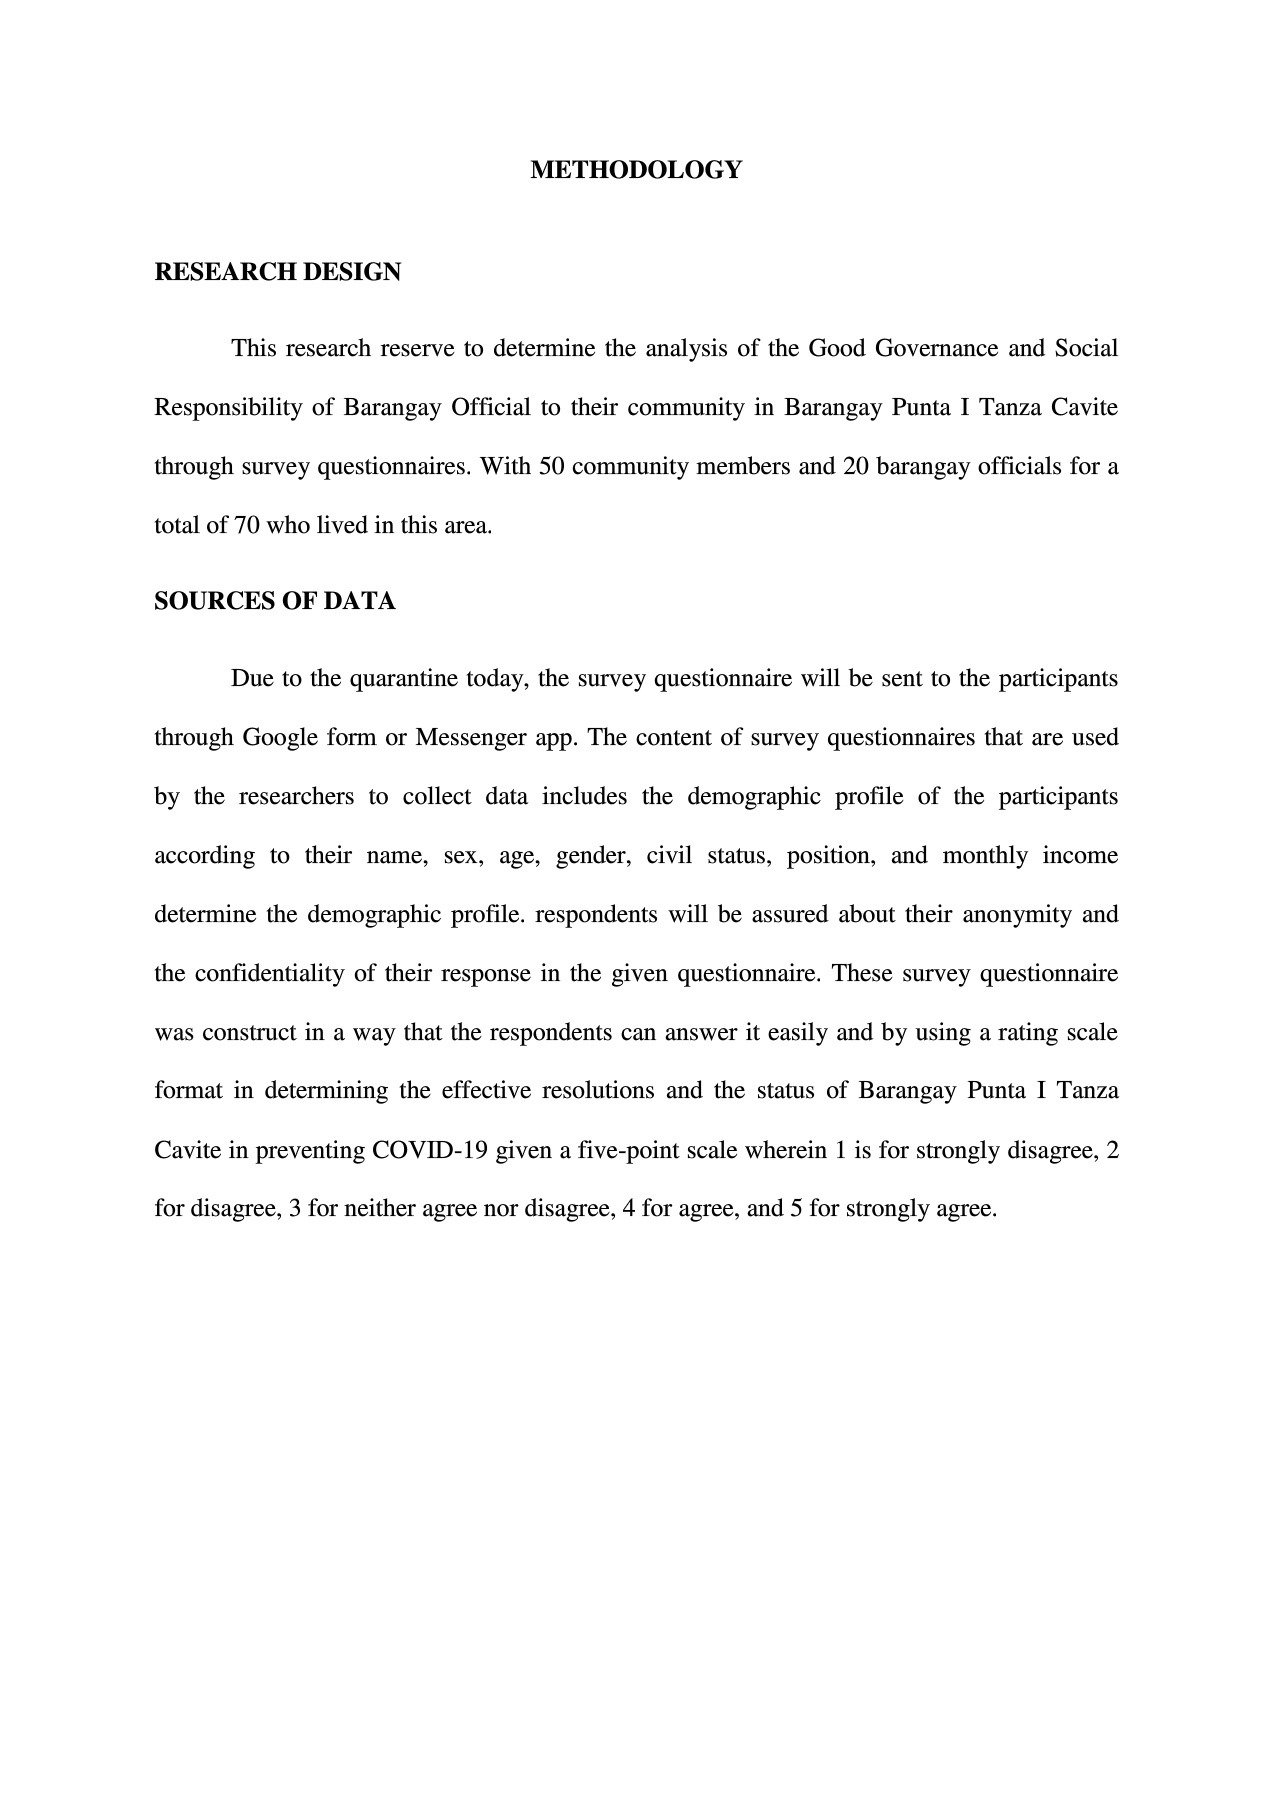 METHODOLOGY
RESEARCH DESIGN
This research reserve to determine the analysis of the Good Governance and Social
Responsibility of Barangay Official to their community in Barangay Punta I Tanza Cavite
through survey questionnaires. With 50 community members and 20 barangay officials for a
total of 70 who lived in this area.
SOURCES OF DATA
Due to the quarantine today, the survey questionnaire will be sent to the participants
through Google form or Messenger app. The content of survey questionnaires that are used
by the researchers to collect data includes the demographic profile of the participants
according to their name, sex, age, gender, civil status, position, and monthly income
determine the demographic profile. respondents will be assured about their anonymity and
the confidentiality of their response in the given questionnaire. These survey questionnaire
was construct in a way that the respondents can answer it easily and by using a rating scale
format in determining the effective resolutions and the status of Barangay Punta I Tanza
Cavite in preventing COVID-19 given a five-point scale wherein 1 is for strongly disagree, 2
for disagree, 3 for neither agree nor disagree, 4 for agree, and 5 for strongly agree.